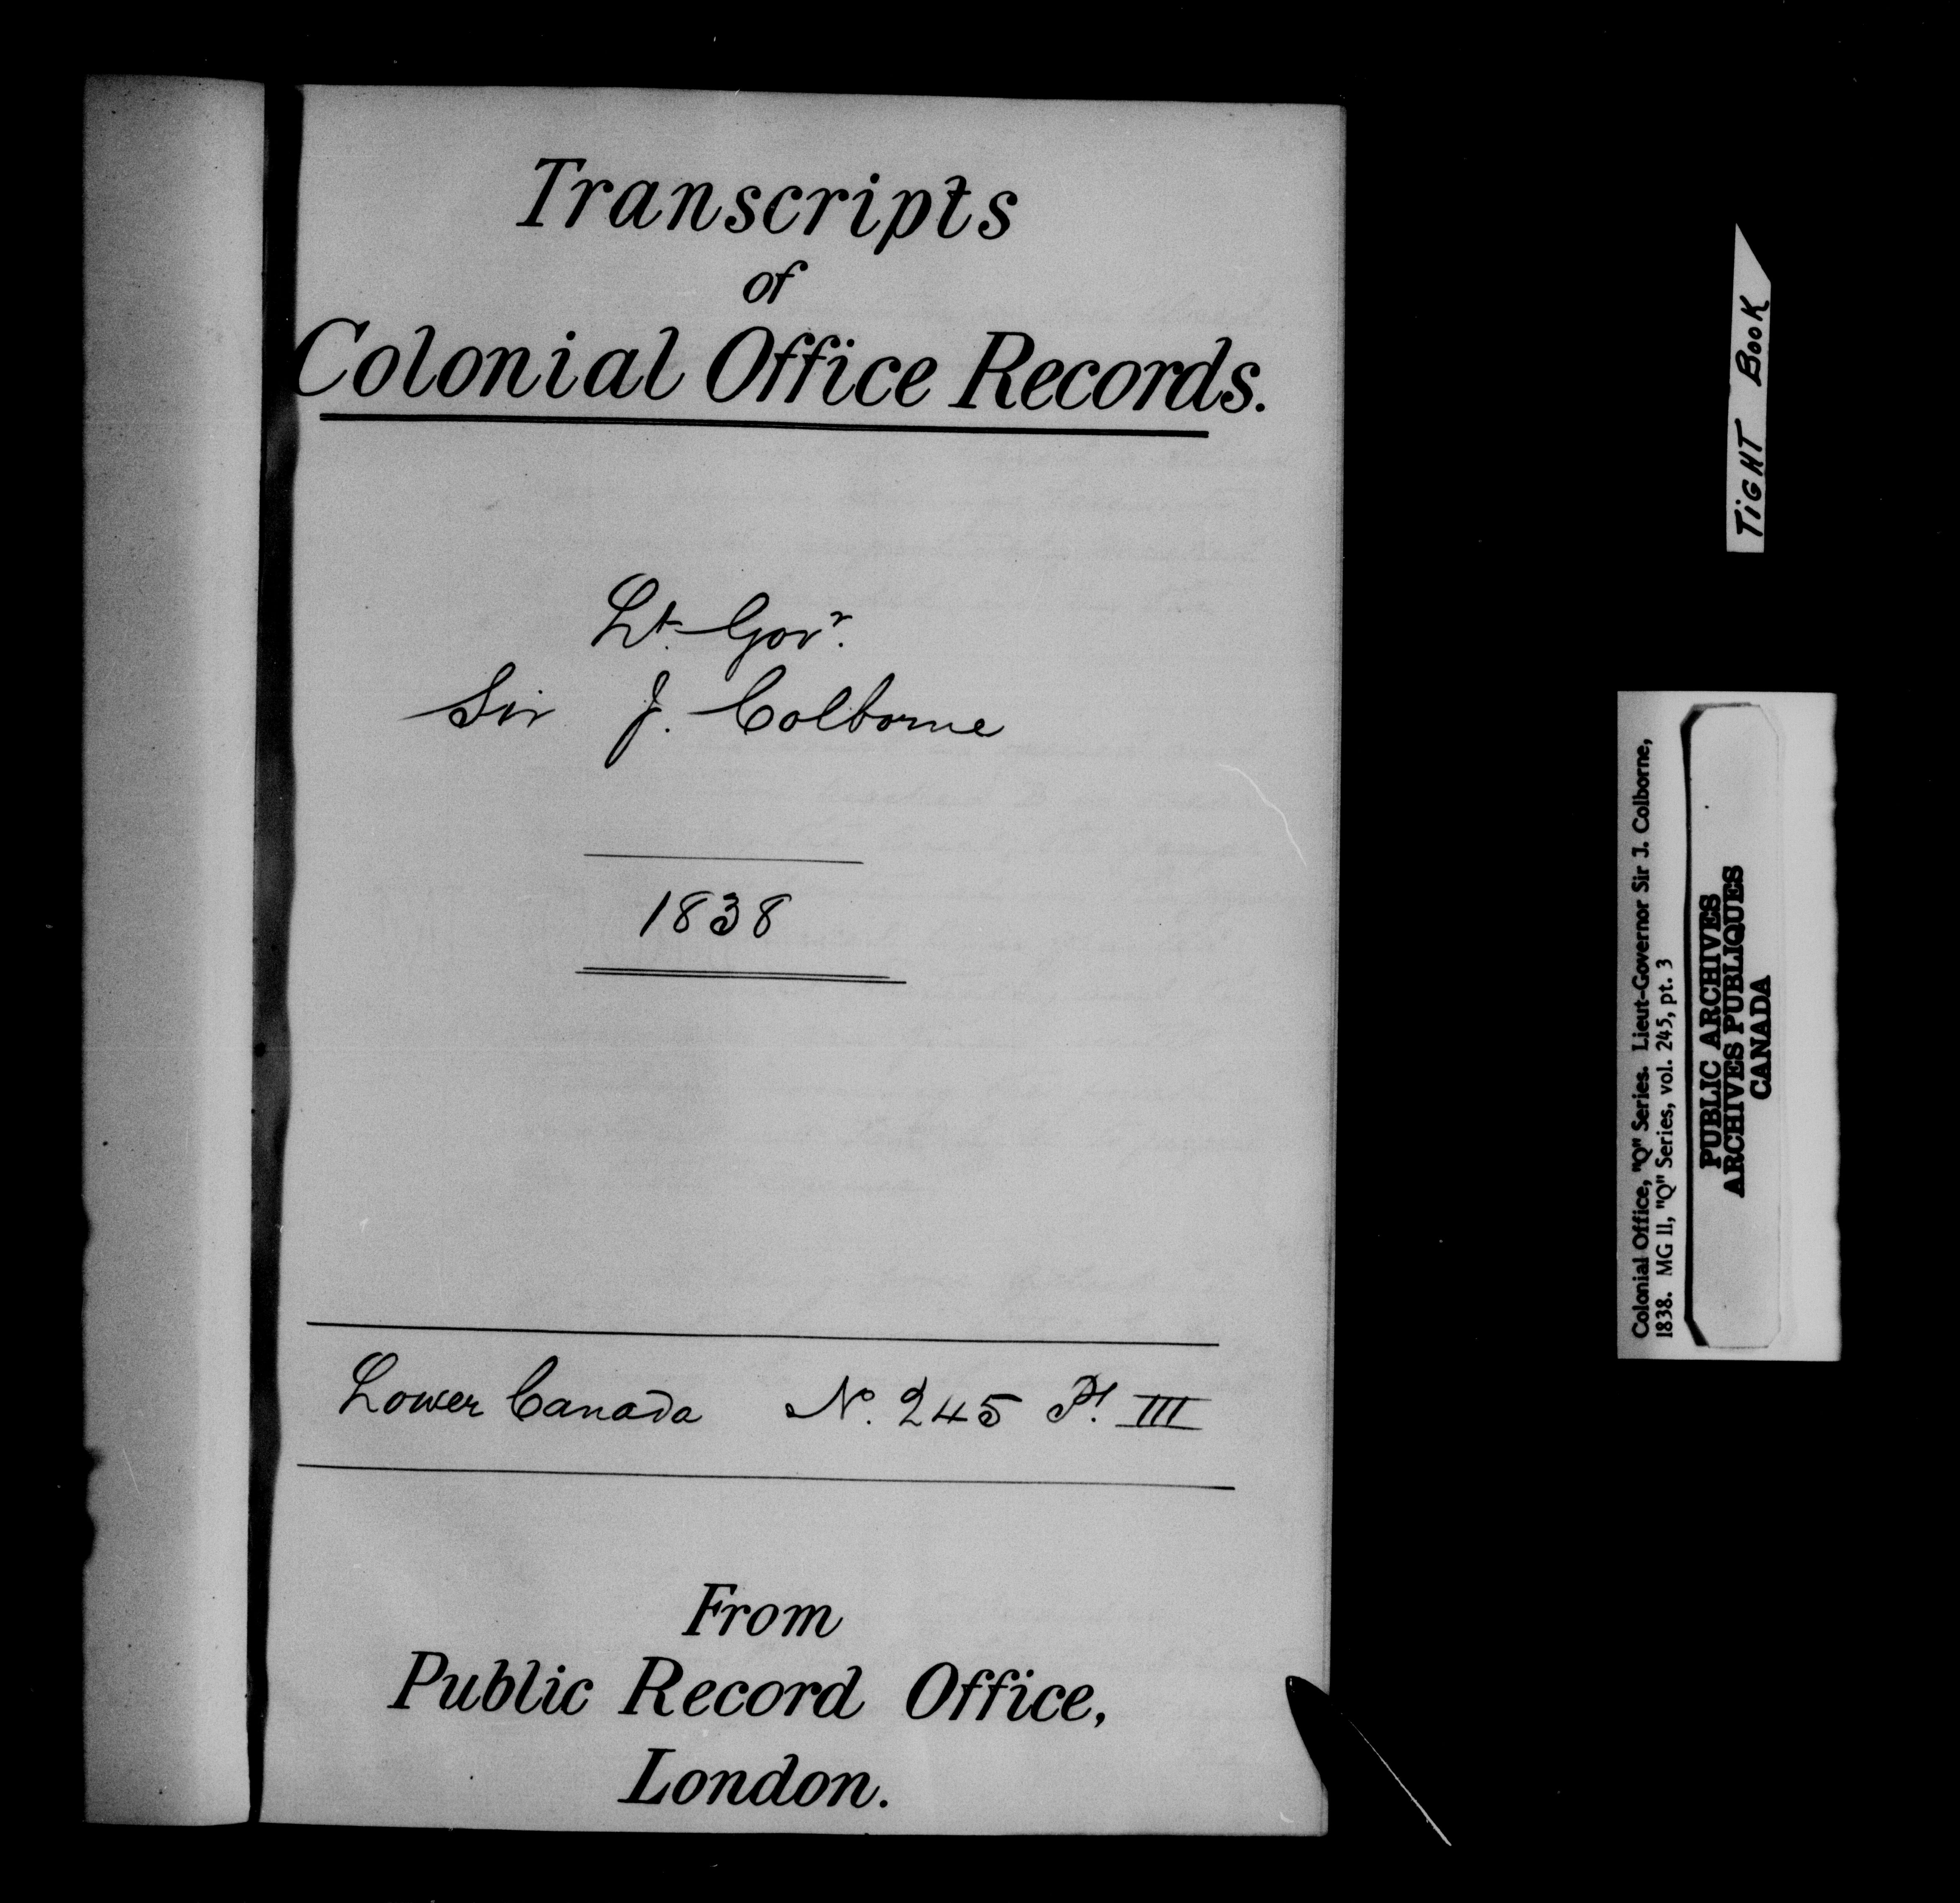 Transcripts
of
Colonial Office Records.
Lt. Govr.
Sir J. Colborne
1838
Lower Canada No. 245 Pt. III
From
Public Record Office,
London.
TIGHT BOOK
Colonial Office, "Q" Series. Lieut-Governor Sir J. Colborne,
1838. MG 11, "Q" Series, vol. 245, pt. 3
PUBLIC ARCHIVES
ARCHIVES PUBLIQUES
CANADA